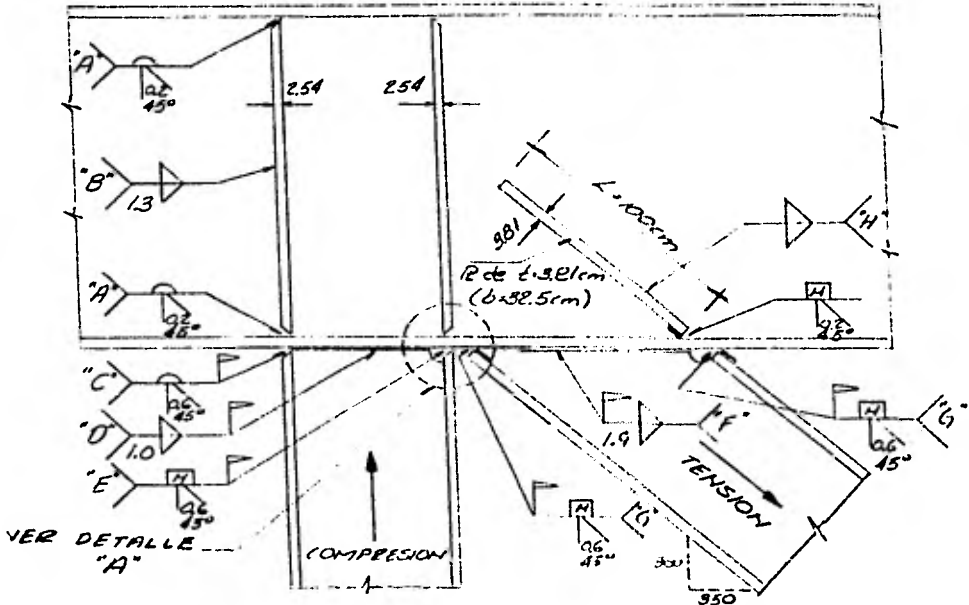 "A"
0.2
45°
2.54
2.54
"B"
1.3
L=100cm
"H"
3.81
PL de t=3.81cm
(b=32.5cm)
"A"
0.2
45°
M
0.2
45°
"C"
0.6
45°
"D"
1.0
"E"
M
0.6
45°
1.9
"F"
M
0.6
45°
"G"
TENSION
M
0.6
45°
"G"
VER DETALLE
"A"
COMPRESION
300
350